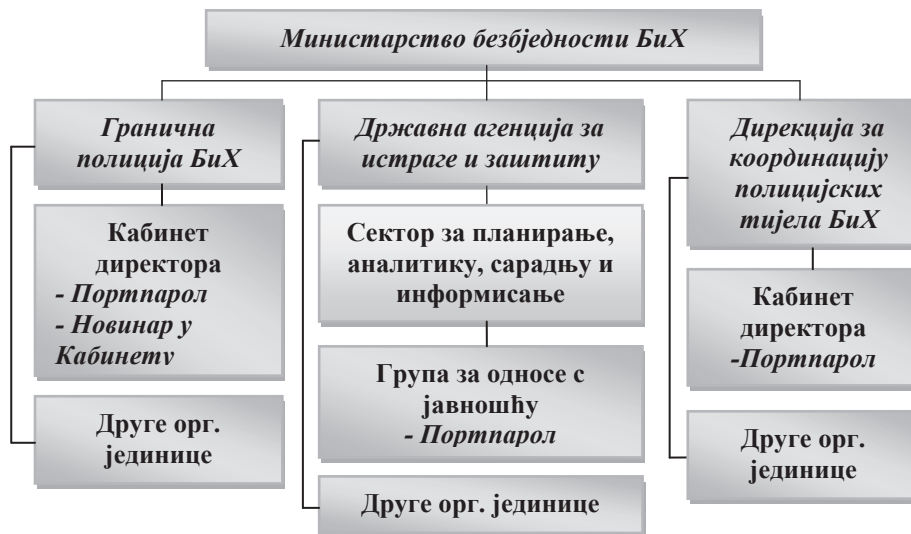 Министарство безбједности БиХ
Гранична
полиција БиХ
Кабинет
директора
- Портпарол
- Новинар у
Кабинету
Друге орг.
јединице
Државна агенција за
истраге и заштиту
Сектор за планирање,
аналитику, сарадњу и
информисање
Група за односе с
јавношћу
- Портпарол
Друге орг. јединице
Дирекција за
координацију
полицијских
тијела БиХ
Кабинет
директора
-Портпарол
Друге орг.
јединице